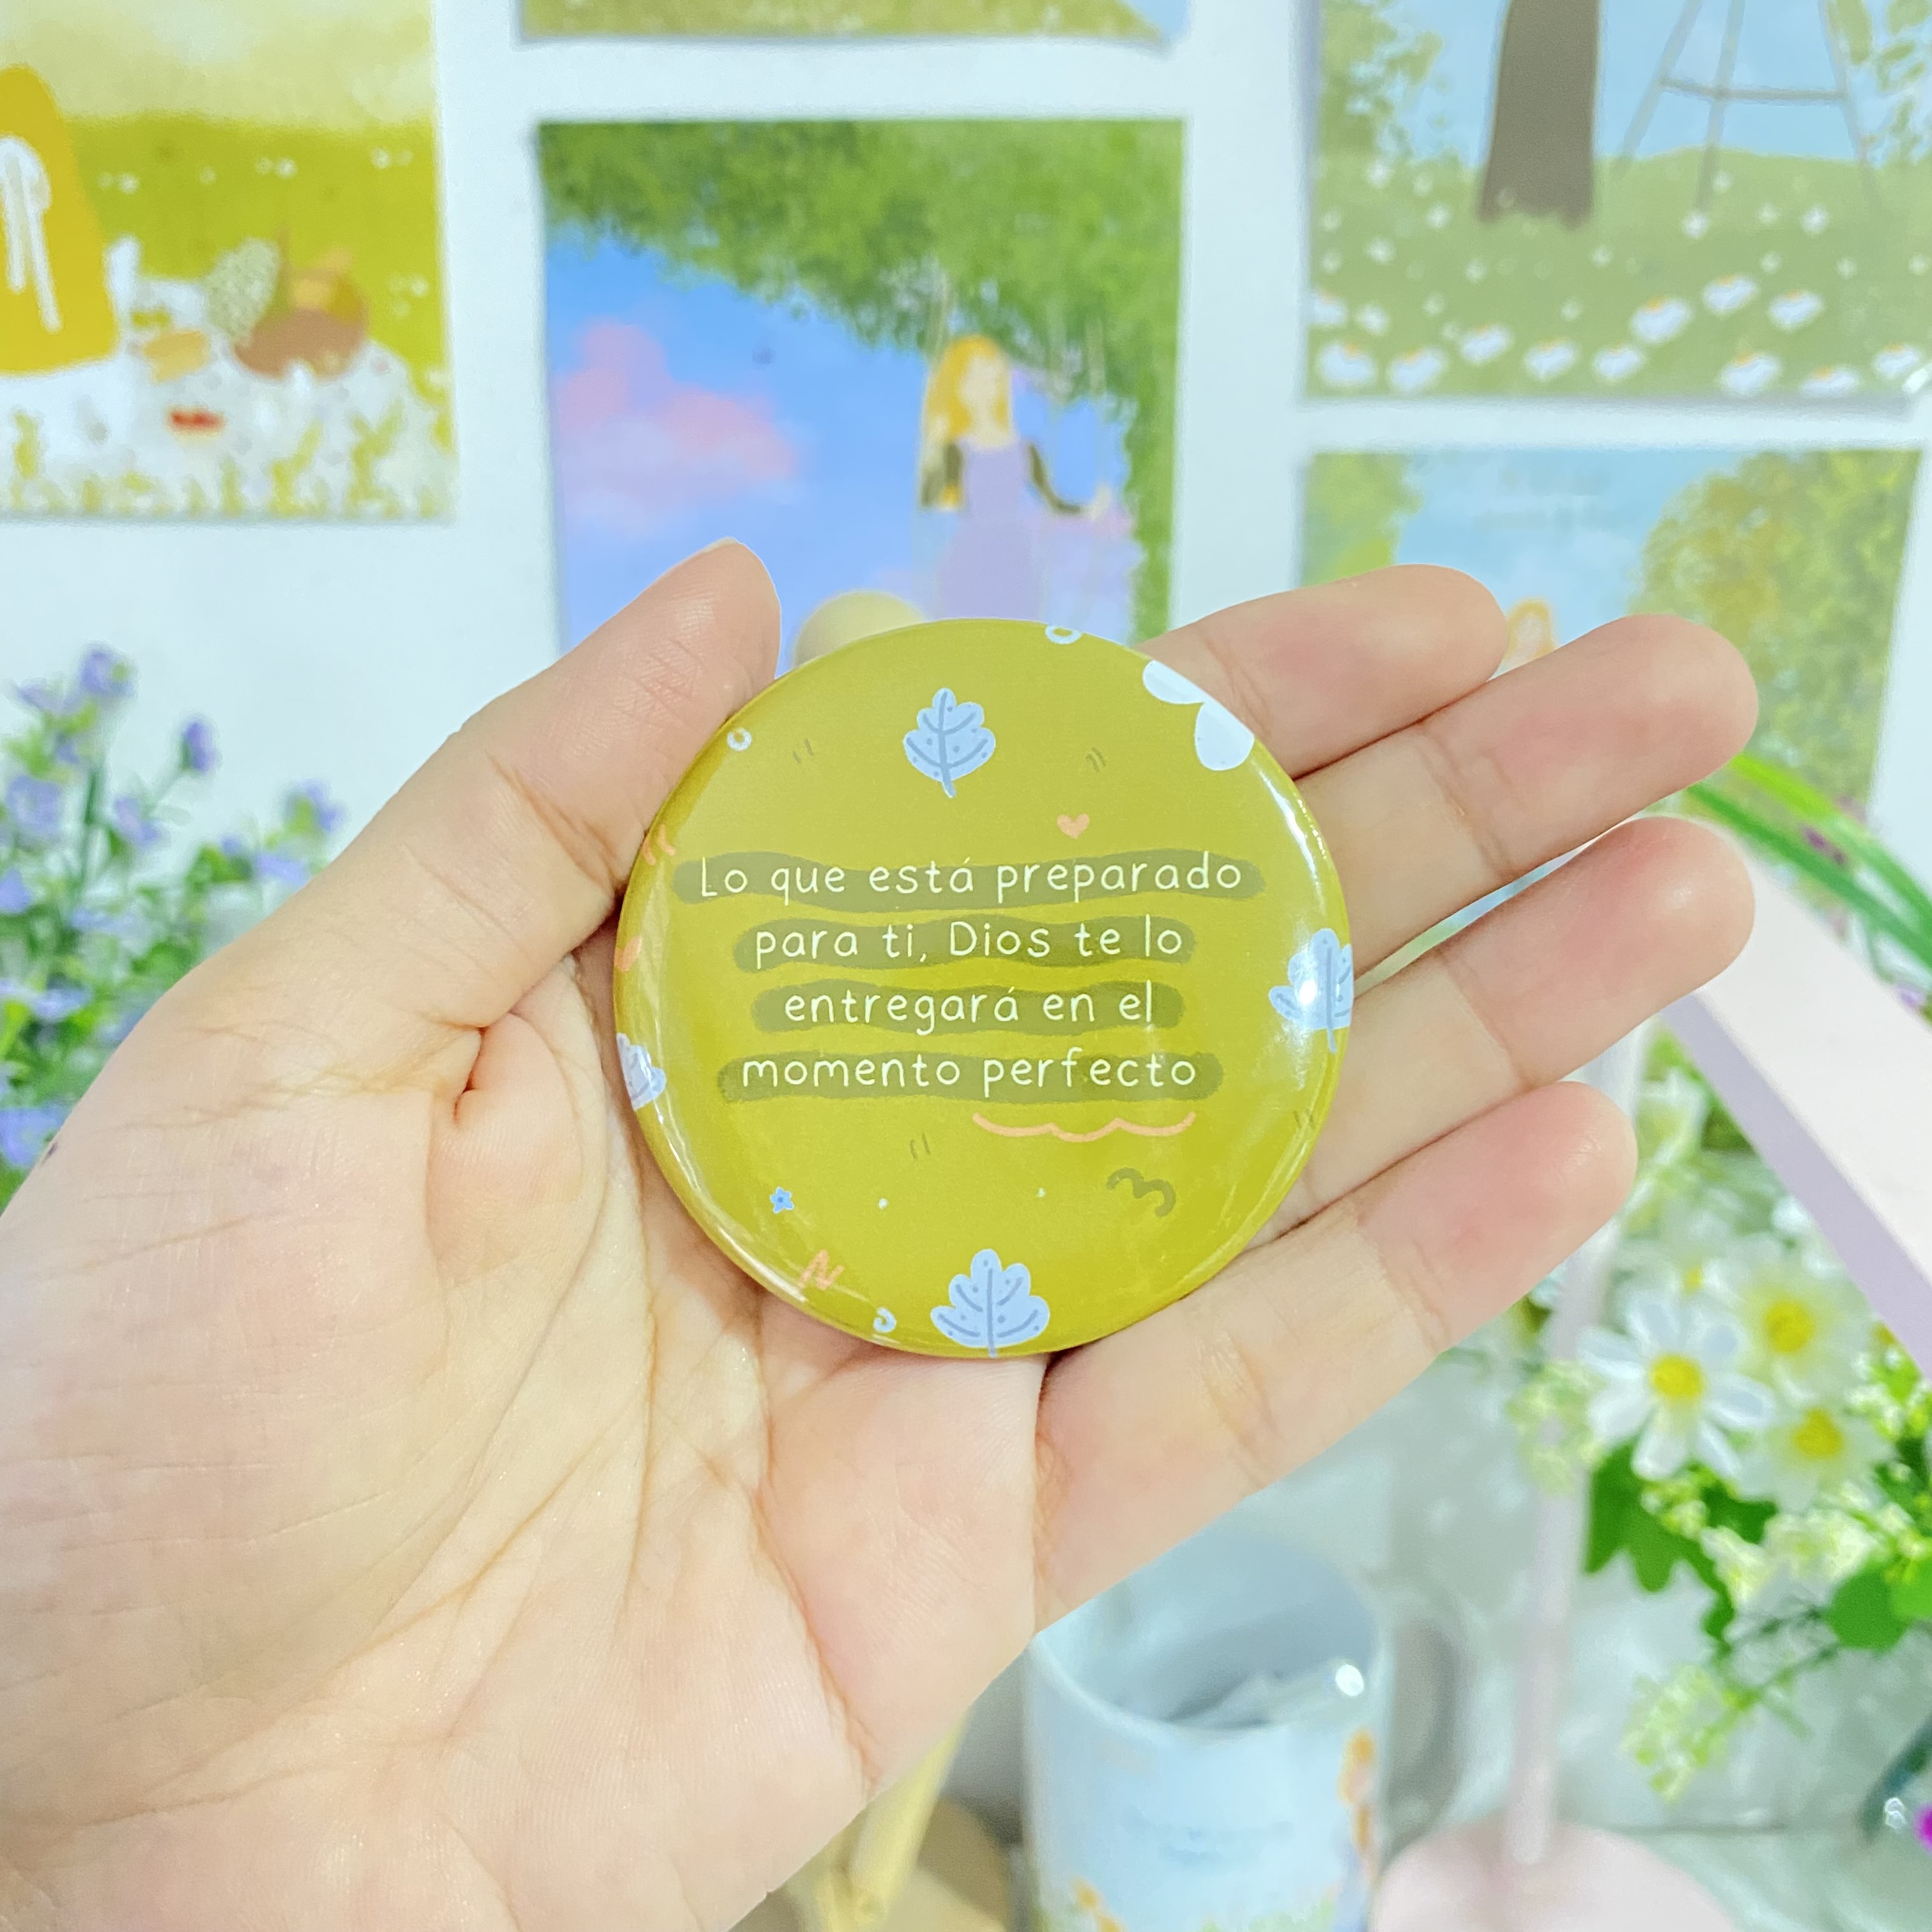 Lo que está preparado
para ti, Dios te lo
entregará en el
momento perfecto